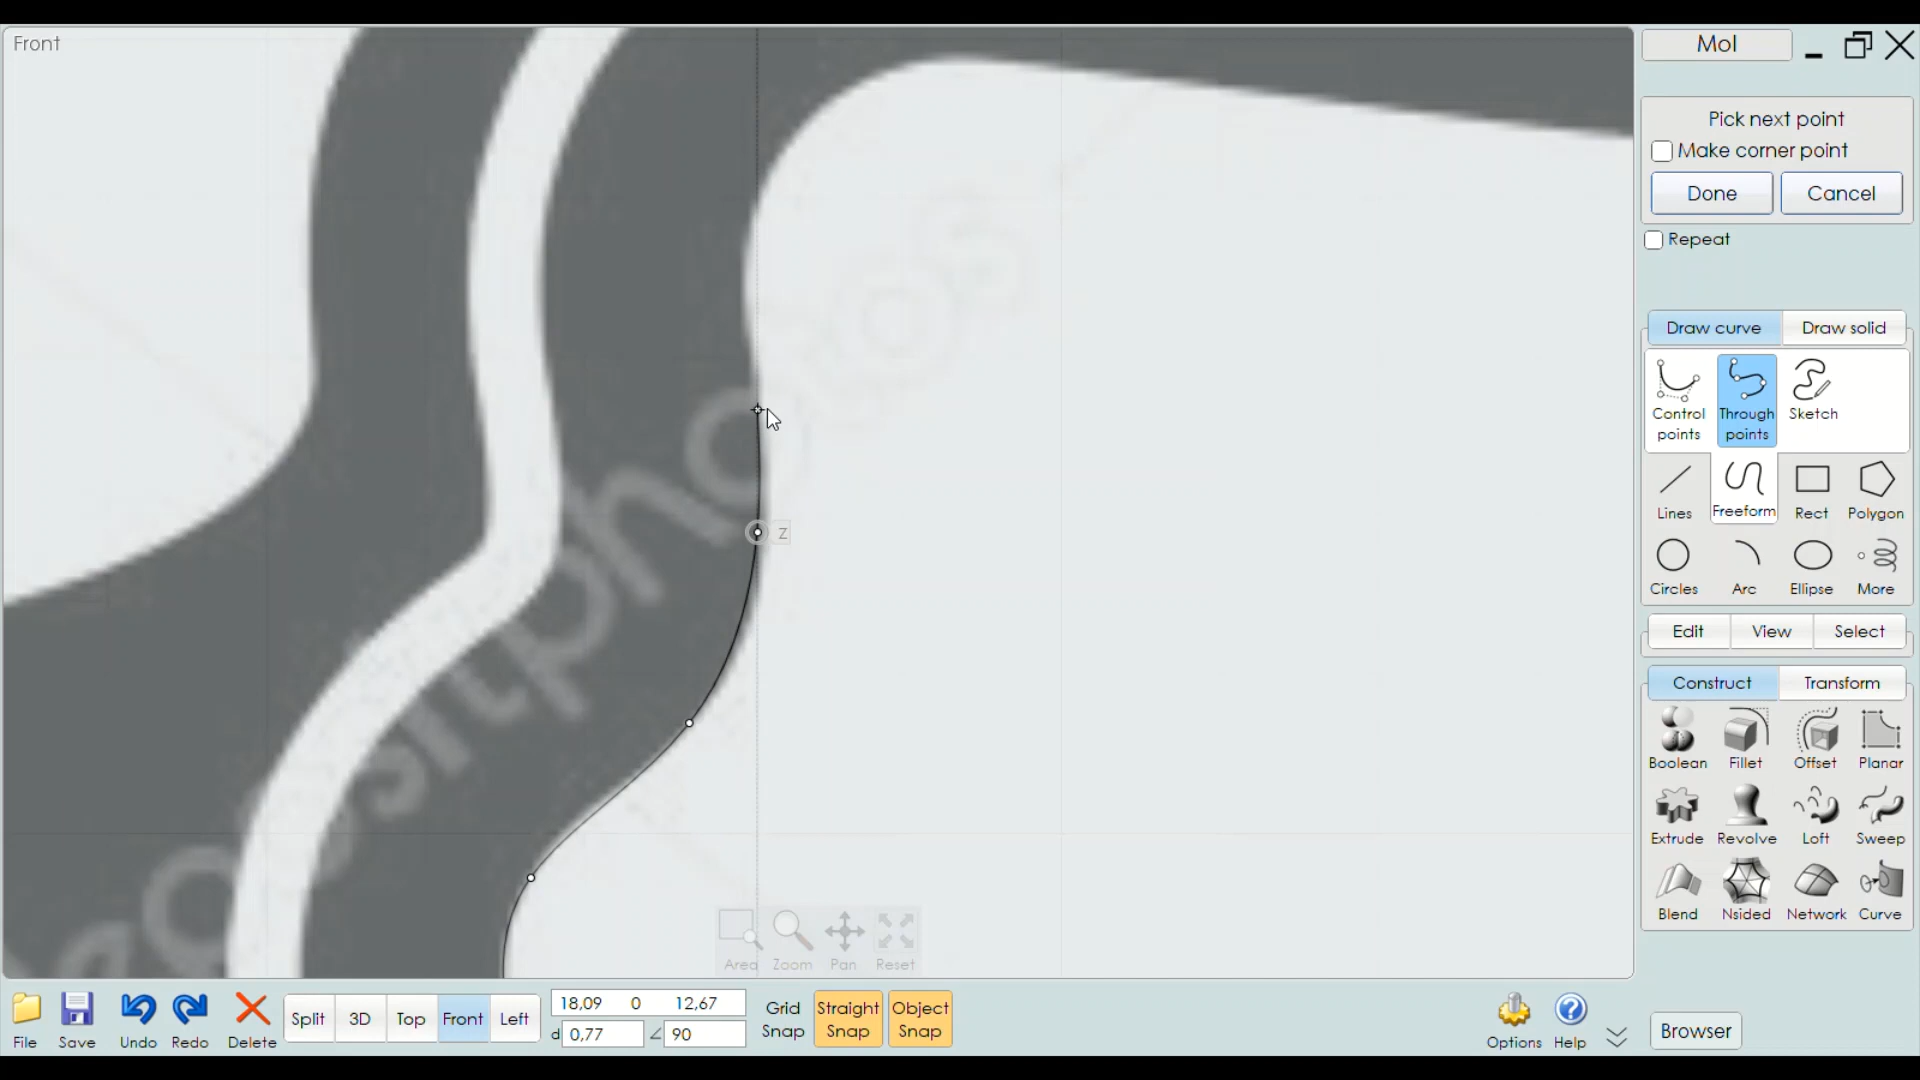 Front
MoI
Pick next point
Make corner point
Done Cancel
Repeat
Draw curve Draw solid
Control points
Through points
Sketch
Lines Freeform Rect Polygon
Circles Arc Ellipse More
Edit View Select
Construct Transform
Boolean Fillet Offset Planar
Extrude Revolve Loft Sweep
Blend Nsided Network Curve
z
Area Zoom Pan Reset
File Save Undo Redo Delete
Split 3D Top Front Left
18,09 0 12,67
d 0,77 ∠ 90
Grid Snap
Straight Snap
Object Snap
Options Help
Browser